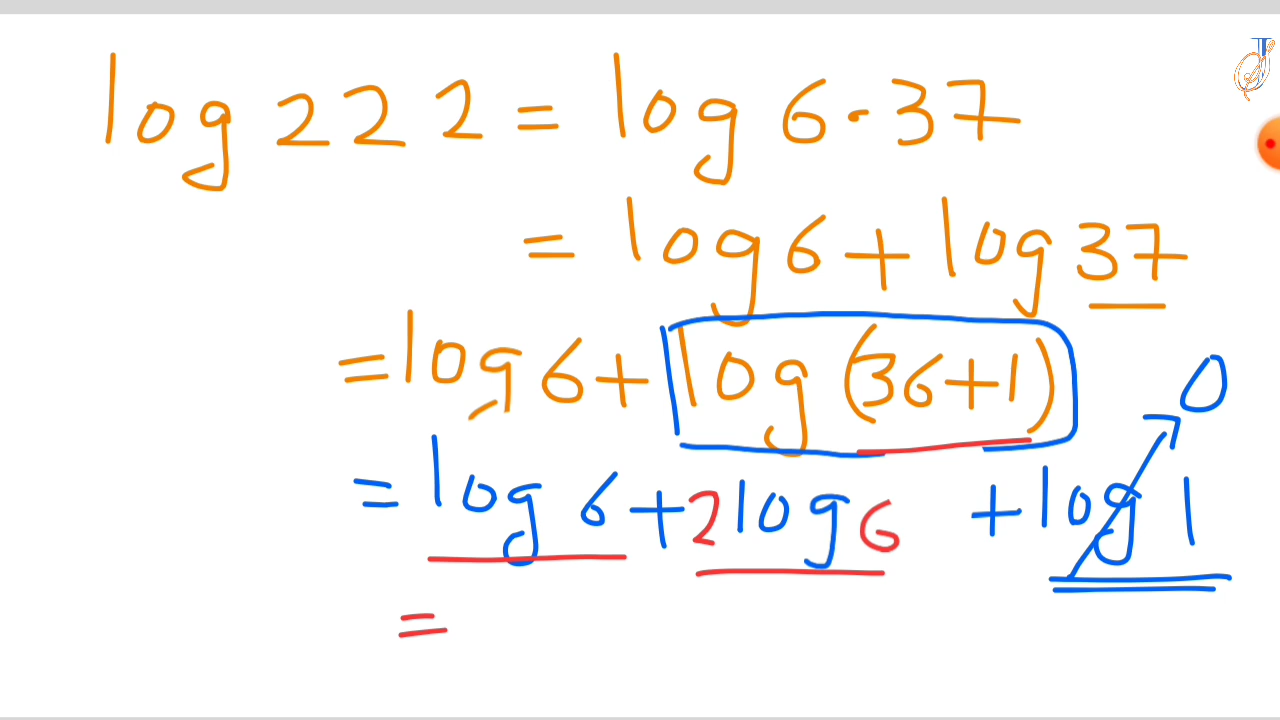 log 222 = log 6·37
= log 6 + log 37
= log 6 + log (36+1)
0
= log 6 + 2 log 6 + log 1
=